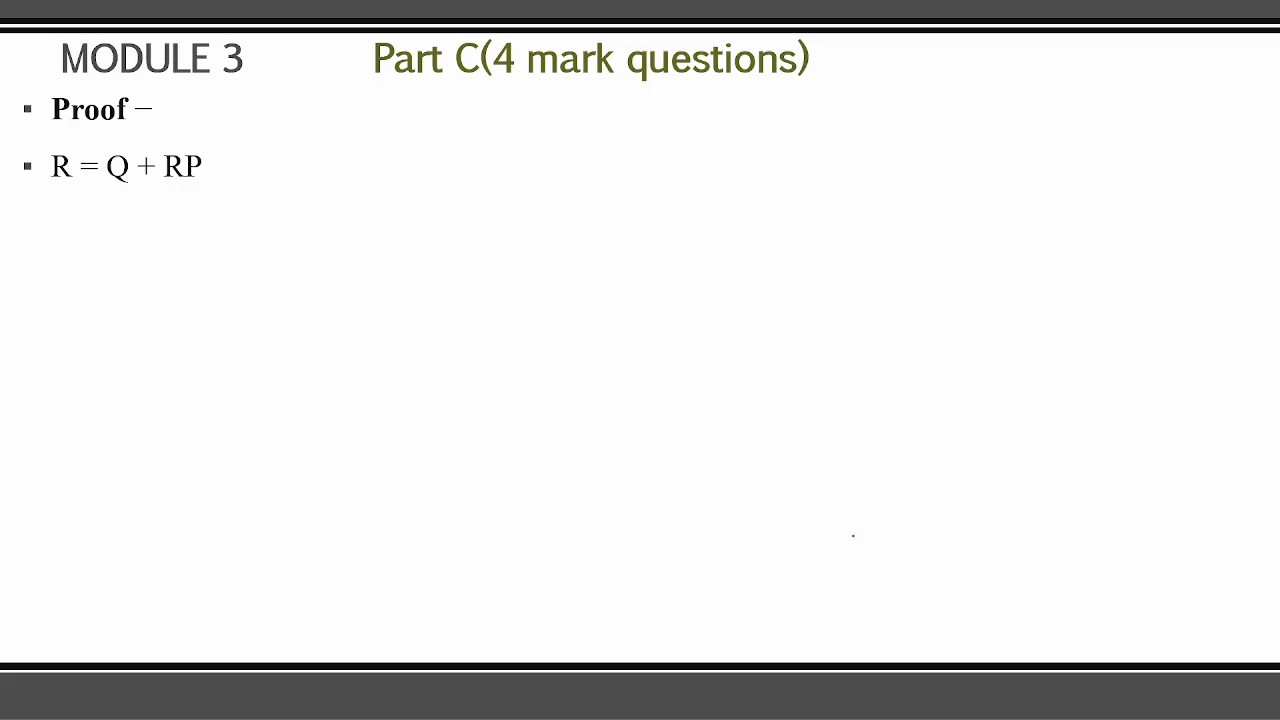 MODULE 3 Part C(4 mark questions)
▪ Proof −
▪ R = Q + RP